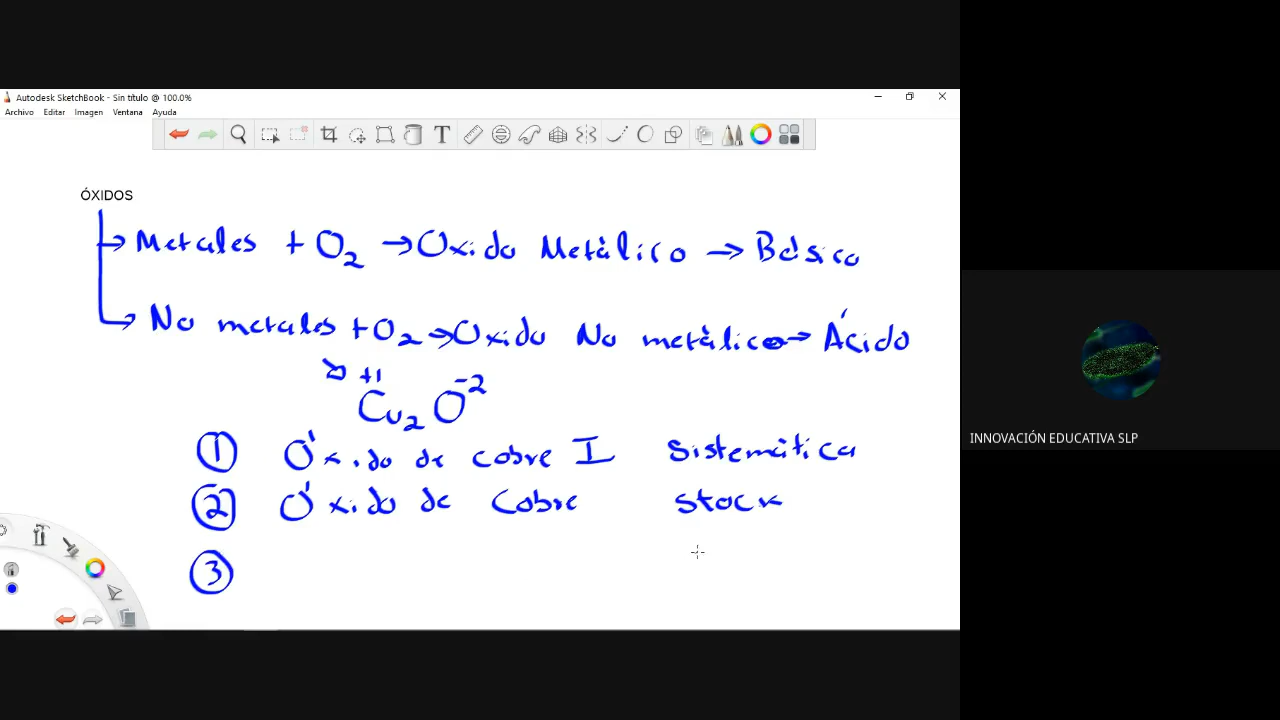 Autodesk SketchBook - Sin título @ 100.0%
Archivo Editar Imagen Ventana Ayuda
T
ÓXIDOS
→ Metales + O₂ → Oxido Metálico → Básico
→ No metales + O₂ → Oxido No metálico → Ácido
+1
Cu₂ O⁻²
① Óxido de cobre I Sistemática
② Óxido de Cobre Stock
③
INNOVACIÓN EDUCATIVA SLP